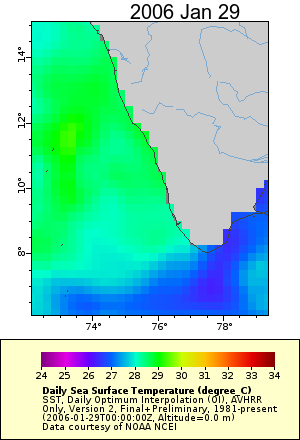 2006 Jan 29
14°
12°
10°
8°
74° 76° 78°
24 25 26 27 28 29 30 31 32 33 34
Daily Sea Surface Temperature (degree_C)
SST, Daily Optimum Interpolation (OI), AVHRR
Only, Version 2, Final+Preliminary, 1981-present
(2006-01-29T00:00:00Z, Altitude=0.0 m)
Data courtesy of NOAA NCEI